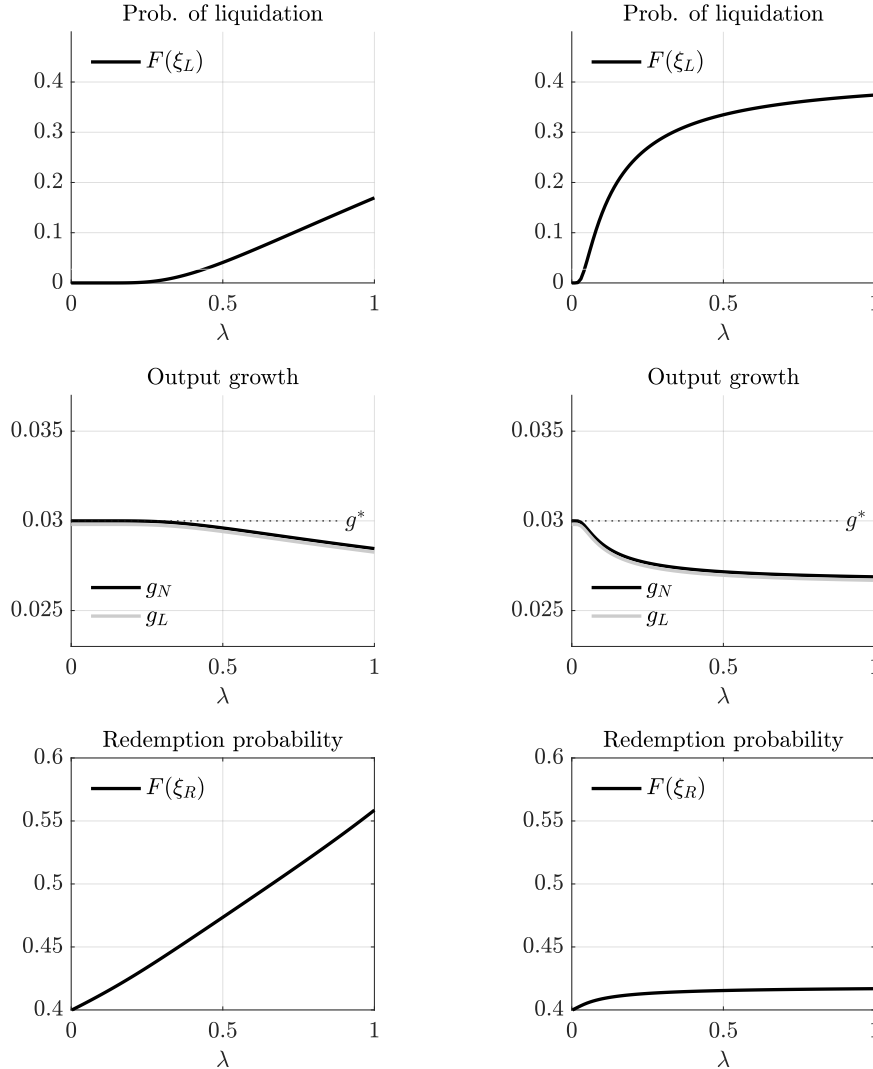 Prob. of liquidation
F(ξ_L)
0.4
0.3
0.2
0.1
0
0
0.5
1
λ
Prob. of liquidation
F(ξ_L)
0.4
0.3
0.2
0.1
0
0
0.5
1
λ
Output growth
0.035
0.03
g*
g_N
0.025
g_L
0
0.5
1
λ
Output growth
0.035
0.03
g*
g_N
0.025
g_L
0
0.5
1
λ
Redemption probability
0.6
F(ξ_R)
0.55
0.5
0.45
0.4
0
0.5
1
λ
Redemption probability
0.6
F(ξ_R)
0.55
0.5
0.45
0.4
0
0.5
1
λ